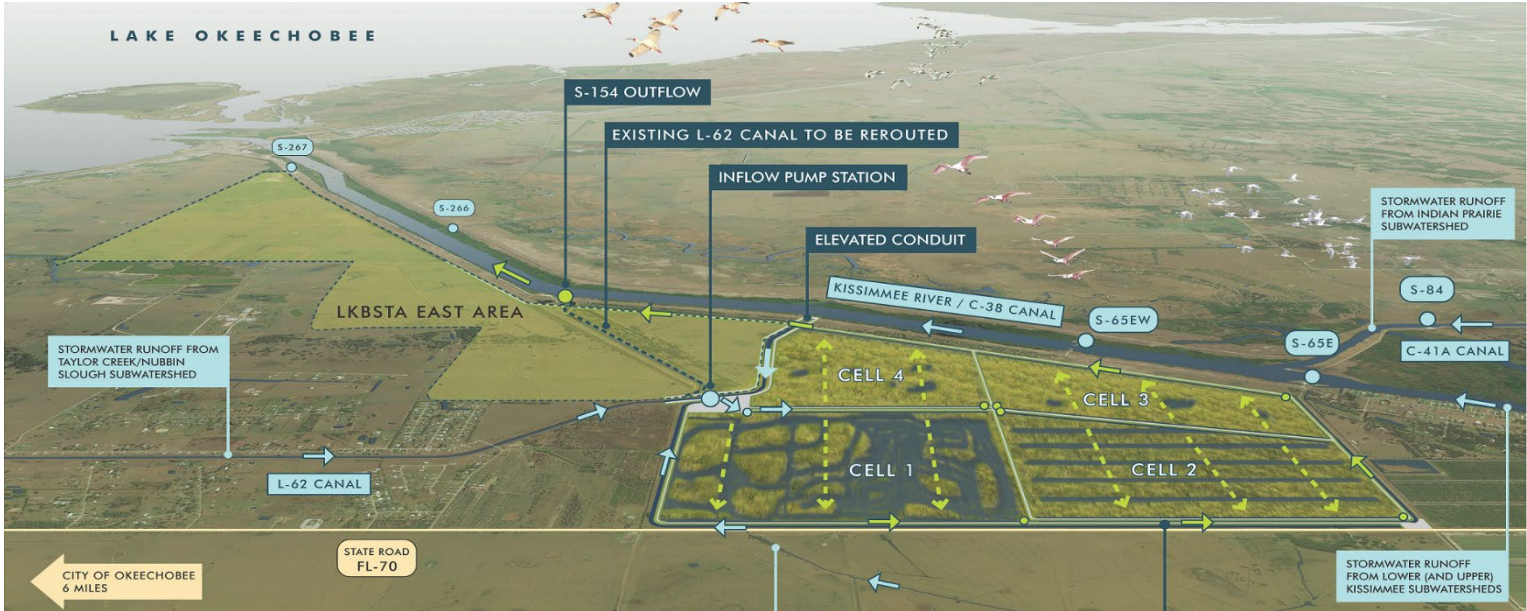 LAKE OKEECHOBEE
S-154 OUTFLOW
EXISTING L-62 CANAL TO BE REROUTED
S-267
INFLOW PUMP STATION
S-266
STORMWATER RUNOFF
FROM INDIAN PRAIRIE
SUBWATERSHED
ELEVATED CONDUIT
KISSIMMEE RIVER / C-38 CANAL
S-84
LKBSTA EAST AREA
S-65EW
S-65E
C-41A CANAL
STORMWATER RUNOFF FROM
TAYLOR CREEK/NUBBIN
SLOUGH SUBWATERSHED
CELL 4
CELL 3
CELL 1
CELL 2
L-62 CANAL
STATE ROAD
FL-70
CITY OF OKEECHOBEE
6 MILES
STORMWATER RUNOFF
FROM LOWER (AND UPPER)
KISSIMMEE SUBWATERSHEDS